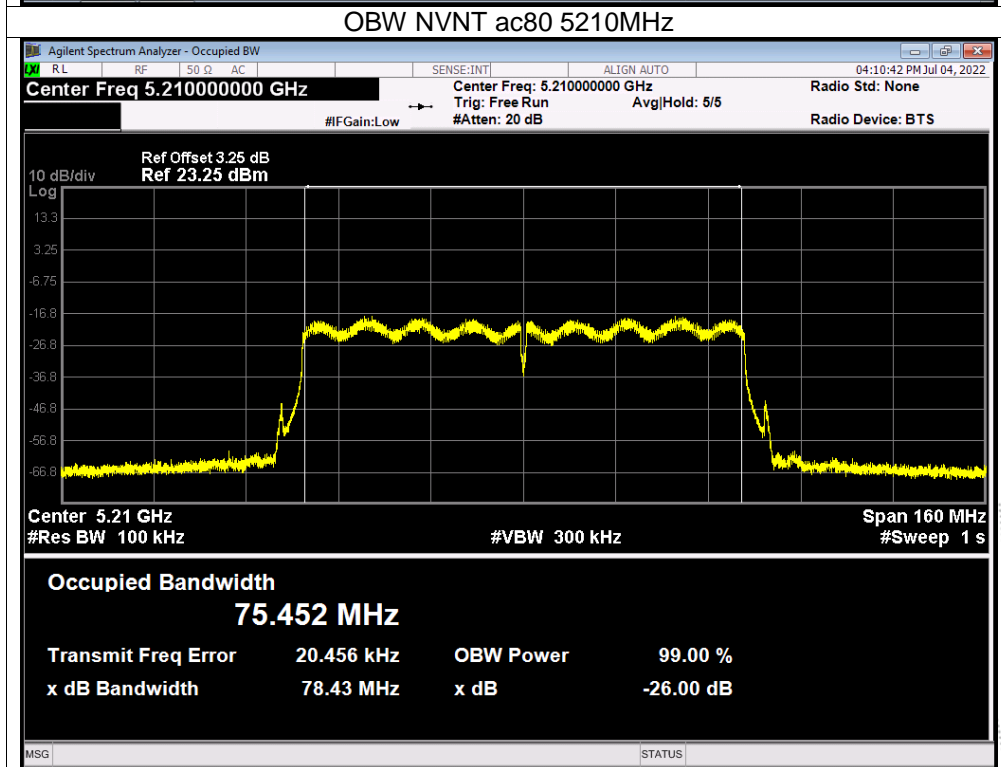 OBW NVNT ac80 5210MHz
Agilent Spectrum Analyzer - Occupied BW
LXI RL RF 50 Ω AC SENSE:INT ALIGN AUTO 04:10:42 PM Jul 04, 2022
Center Freq 5.210000000 GHz
Center Freq: 5.210000000 GHz
Radio Std: None
Trig: Free Run Avg|Hold: 5/5
#IFGain:Low #Atten: 20 dB Radio Device: BTS
Ref Offset 3.25 dB
10 dB/div Ref 23.25 dBm
Log
13.3
3.25
-6.75
-16.8
-26.8
-36.8
-46.8
-56.8
-66.8
Center 5.21 GHz Span 160 MHz
#Res BW 100 kHz #VBW 300 kHz #Sweep 1 s
Occupied Bandwidth
75.452 MHz
Transmit Freq Error 20.456 kHz OBW Power 99.00 %
x dB Bandwidth 78.43 MHz x dB -26.00 dB
MSG STATUS